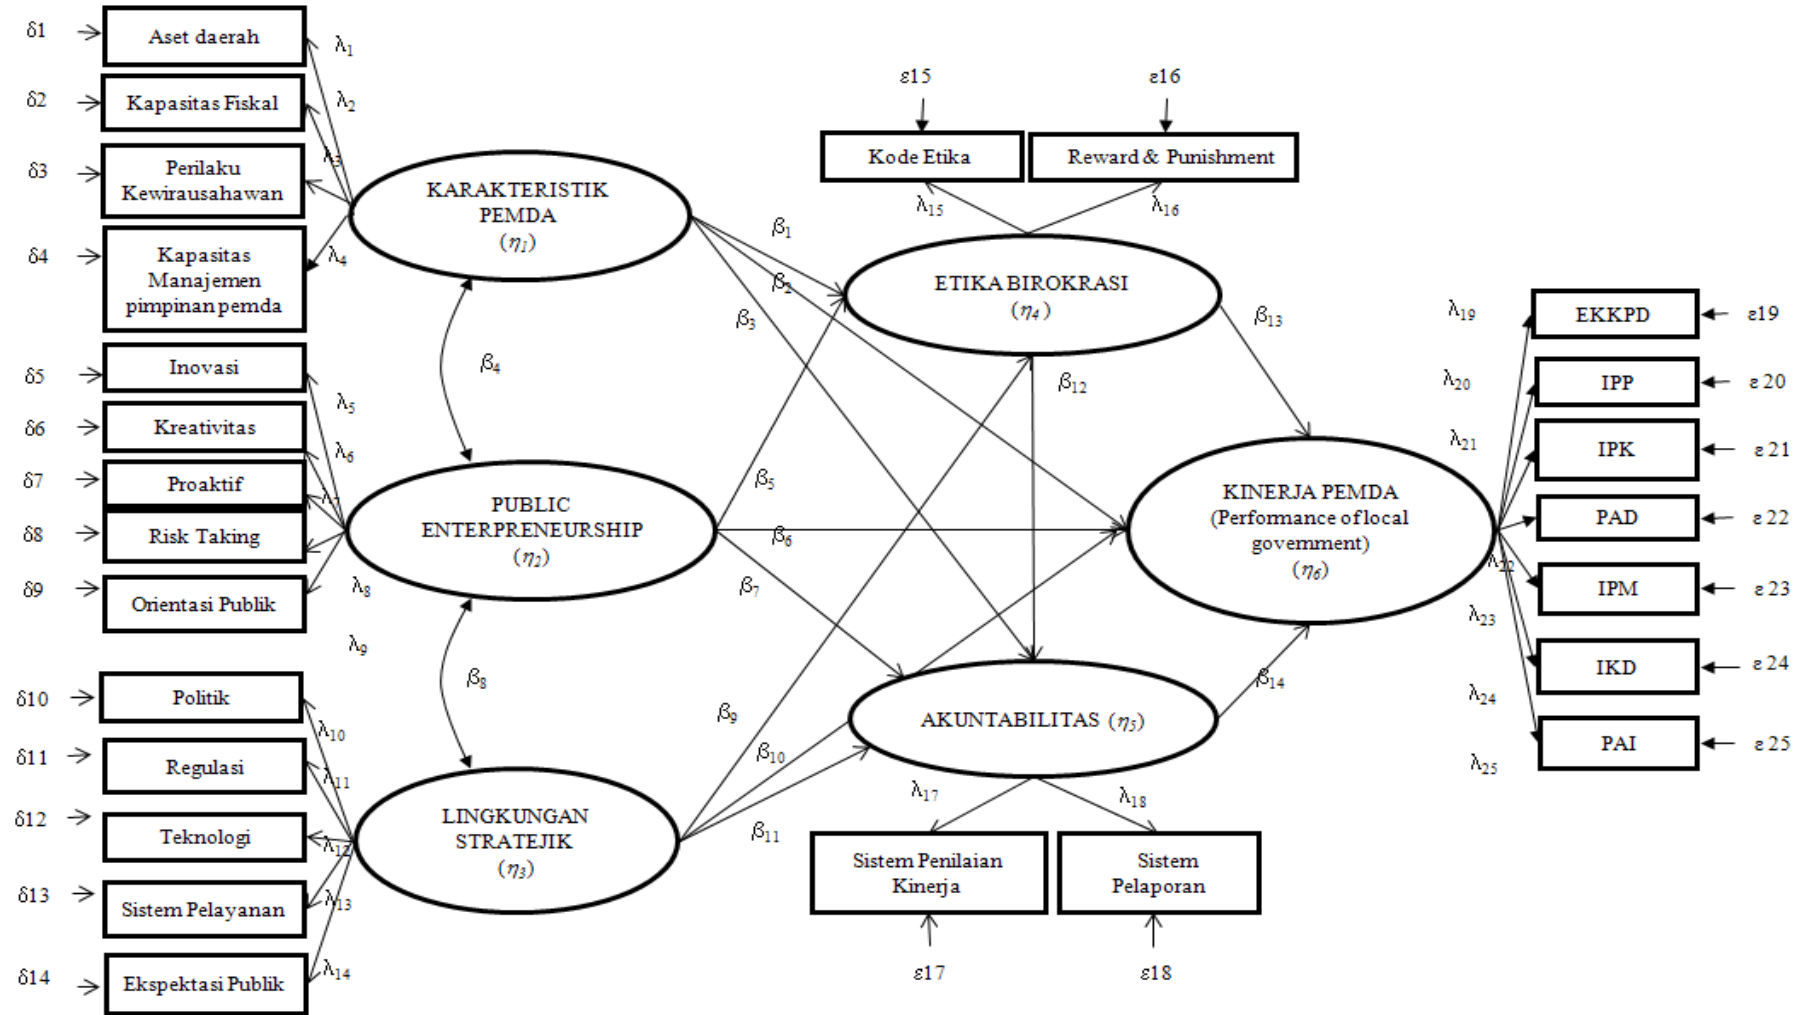 δ1
Aset daerah
λ1
δ2
Kapasitas Fiskal
λ2
δ3
Perilaku
Kewirausahawan
λ3
δ4
Kapasitas
Manajemen
pimpinan pemda
λ4
δ5
Inovasi
λ5
δ6
Kreativitas
λ6
δ7
Proaktif
δ8
Risk Taking
λ8
δ9
Orientasi Publik
λ9
δ10
Politik
λ10
δ11
Regulasi
λ11
δ12
Teknologi
λ12
δ13
Sistem Pelayanan
λ13
δ14
Ekspektasi Publik
λ14
KARAKTERISTIK
PEMDA
(η1)
β4
PUBLIC
ENTERPRENEURSHIP
(η2)
β8
LINGKUNGAN
STRATEJIK
(η3)
β1
β2
β3
β5
β6
β7
β9
β10
β11
ε15
ε16
Kode Etika
Reward & Punishment
λ15
λ16
ETIKA BIROKRASI
(η4)
β12
β13
AKUNTABILITAS (η5)
β14
λ17
λ18
Sistem Penilaian
Kinerja
Sistem
Pelaporan
ε17
ε18
KINERJA PEMDA
(Performance of local
government)
(η6)
λ19
EKKPD
ε19
λ20
IPP
ε 20
λ21
IPK
ε 21
λ22
PAD
ε 22
λ23
IPM
ε 23
λ24
IKD
ε 24
λ25
PAI
ε 25